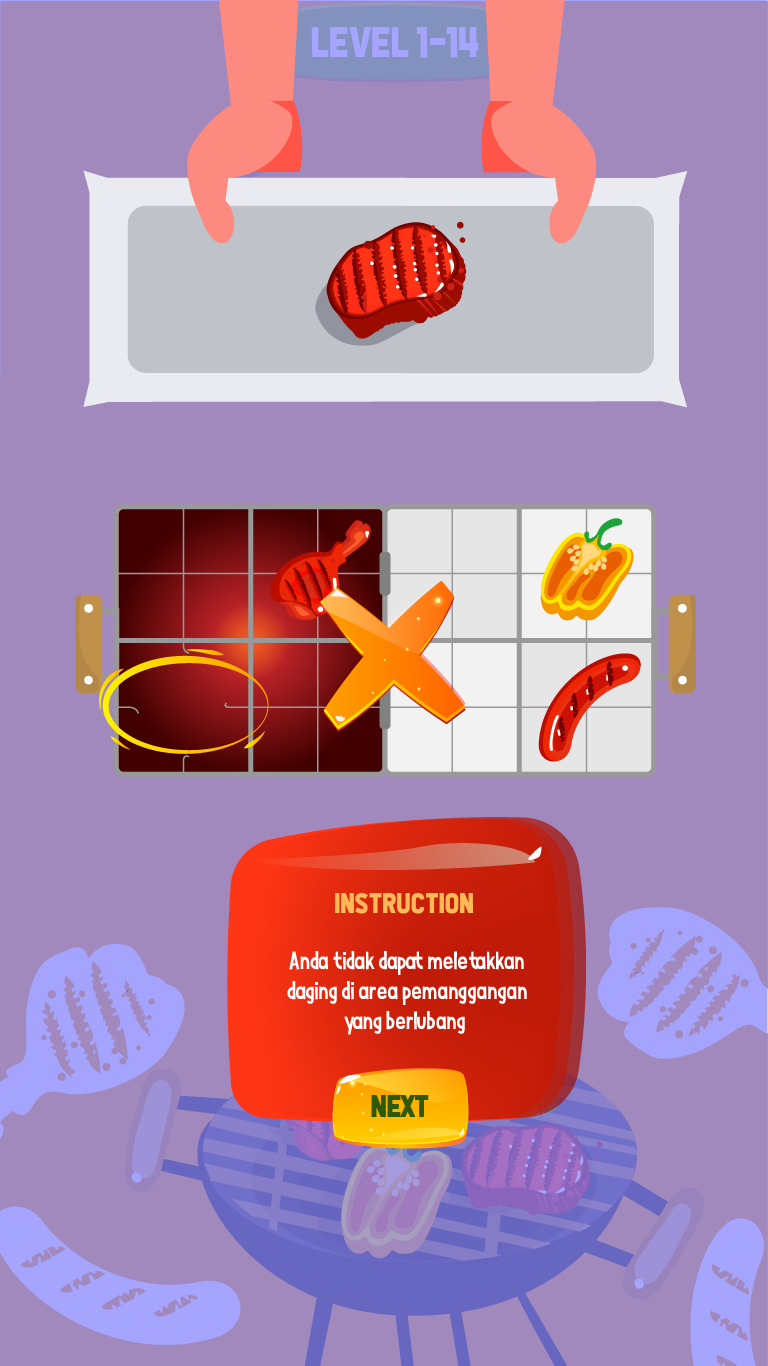 LEVEL 1-14
INSTRUCTION
Anda tidak dapat meletakkan
daging di area pemanggangan
yang berlubang
NEXT